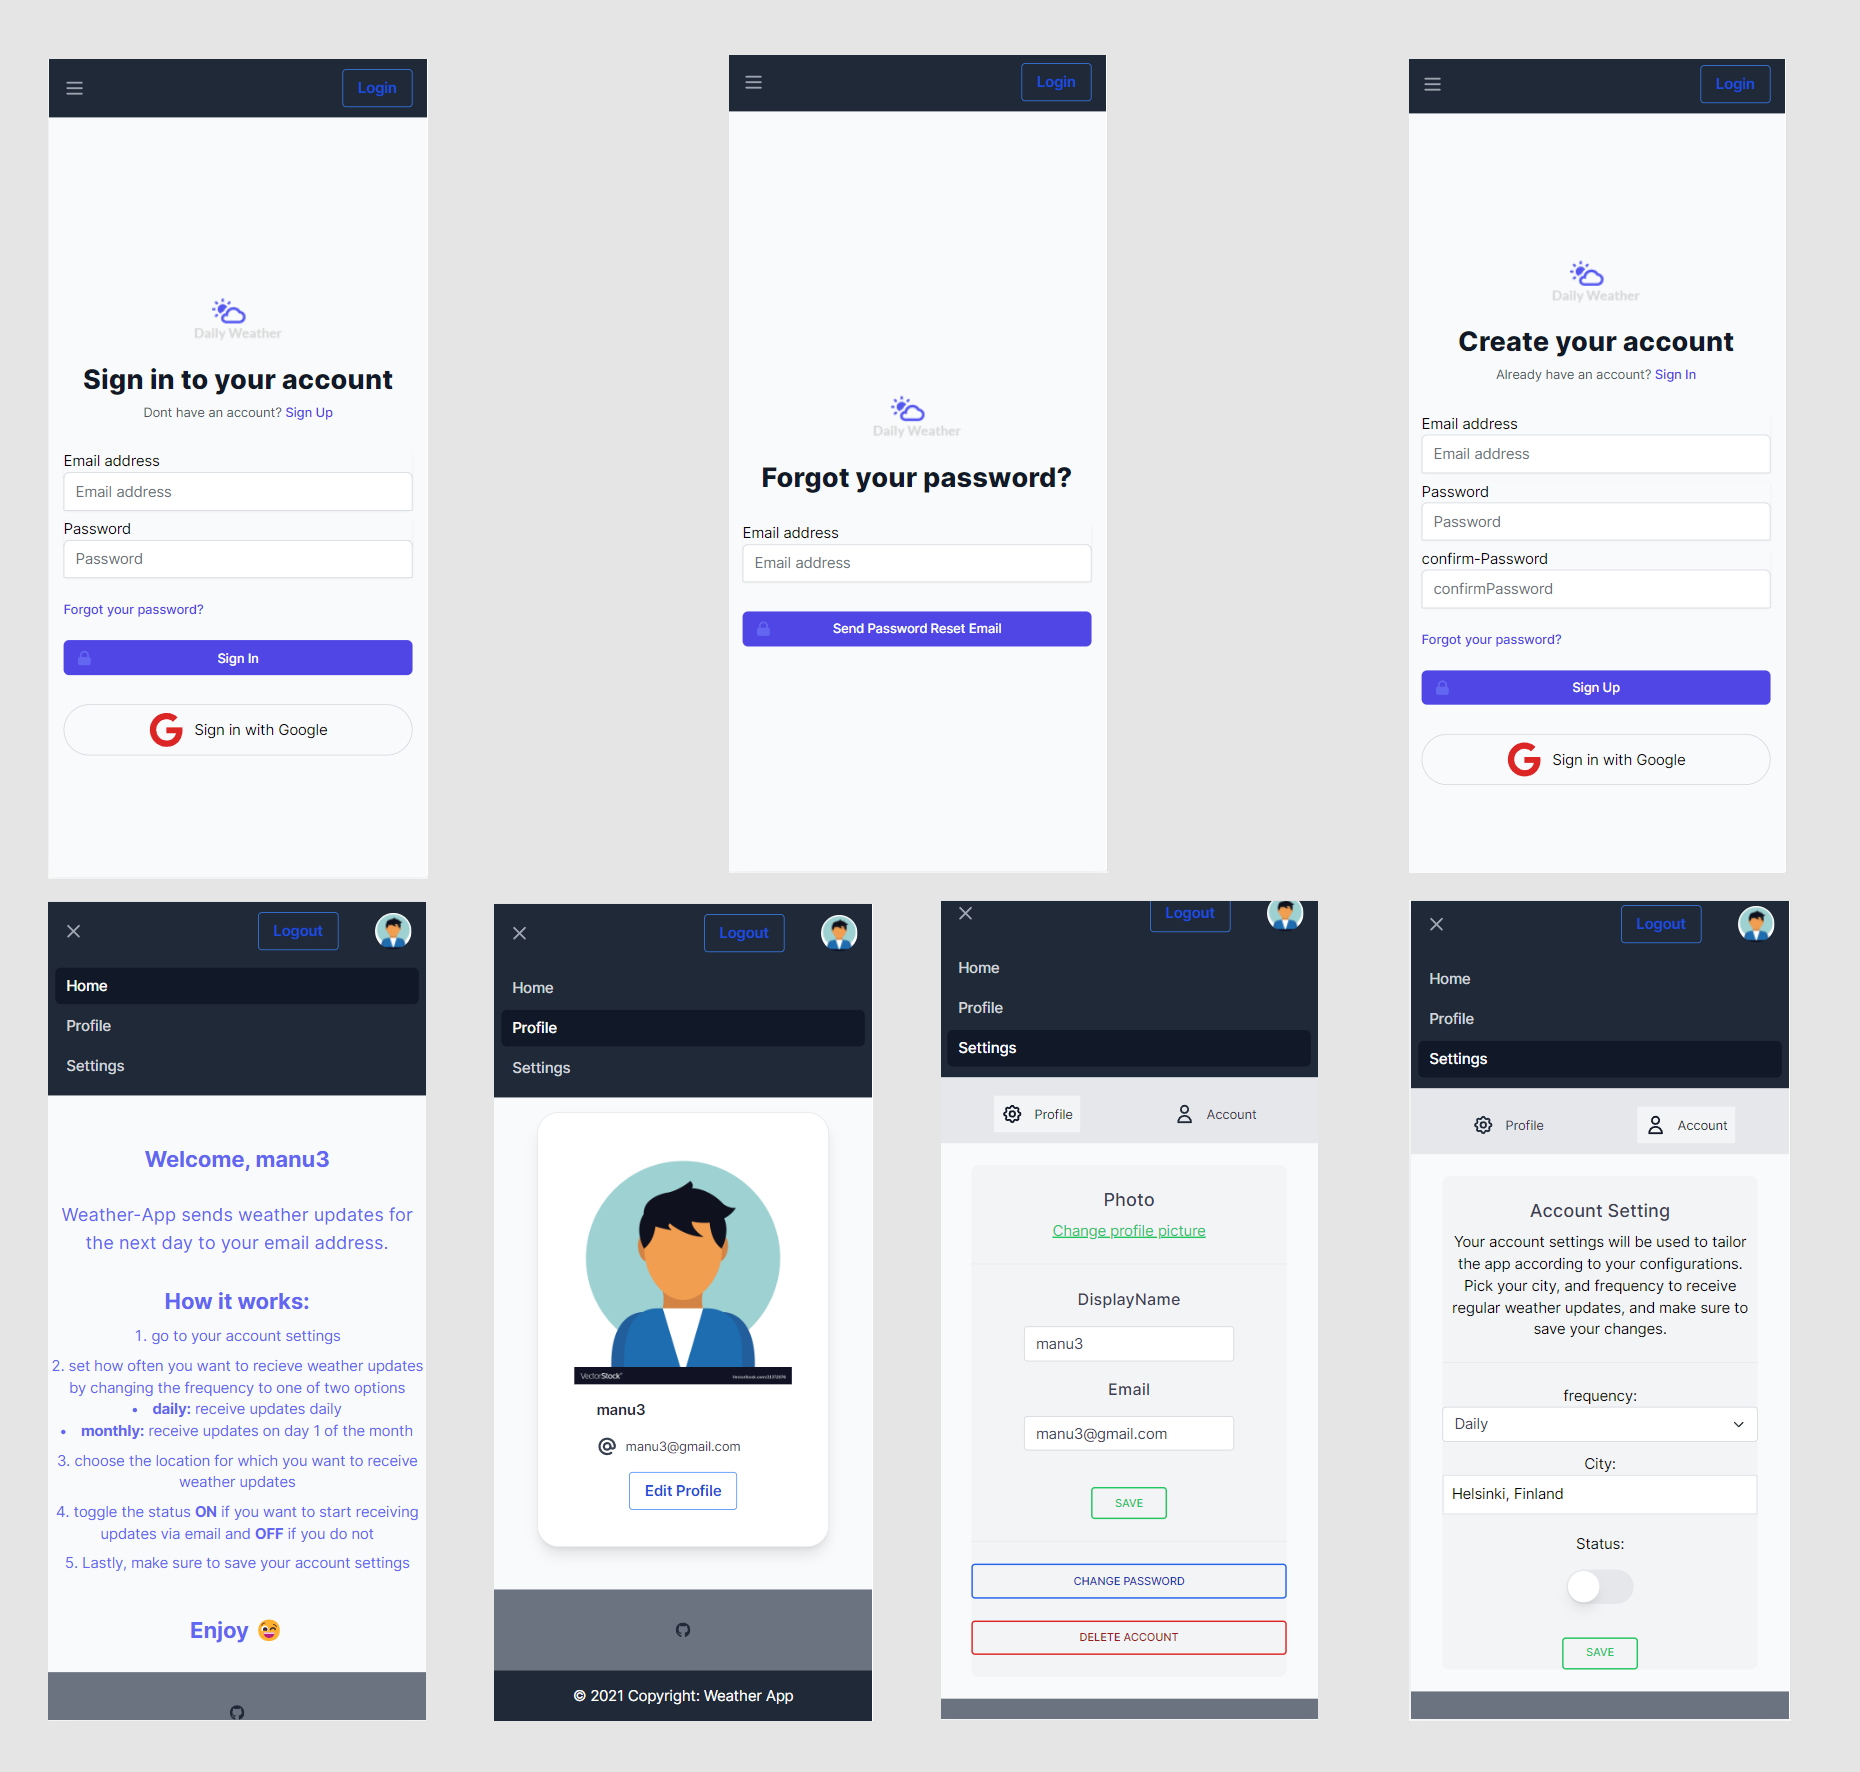 Login
Daily Weather
Sign in to your account
Dont have an account? Sign Up
Email address
Email address
Password
Password
Forgot your password?
Sign In
Sign in with Google
Login
Daily Weather
Forgot your password?
Email address
Email address
Send Password Reset Email
Login
Daily Weather
Create your account
Already have an account? Sign In
Email address
Email address
Password
Password
confirm-Password
confirmPassword
Forgot your password?
Sign Up
Sign in with Google
Logout
Home
Profile
Settings
Welcome, manu3
Weather-App sends weather updates for
the next day to your email address.
How it works:
1. go to your account settings
2. set how often you want to recieve weather updates
by changing the frequency to one of two options
• daily: receive updates daily
• monthly: receive updates on day 1 of the month
3. choose the location for which you want to receive
weather updates
4. toggle the status ON if you want to start receiving
updates via email and OFF if you do not
5. Lastly, make sure to save your account settings
Enjoy 😜
Logout
Home
Profile
Settings
VectorStock
manu3
manu3@gmail.com
Edit Profile
© 2021 Copyright: Weather App
Logout
Home
Profile
Settings
Profile
Account
Photo
Change profile picture
DisplayName
manu3
Email
manu3@gmail.com
SAVE
CHANGE PASSWORD
DELETE ACCOUNT
Logout
Home
Profile
Settings
Profile
Account
Account Setting
Your account settings will be used to tailor
the app according to your configurations.
Pick your city, and frequency to receive
regular weather updates, and make sure to
save your changes.
frequency:
Daily
City:
Helsinki, Finland
Status:
SAVE